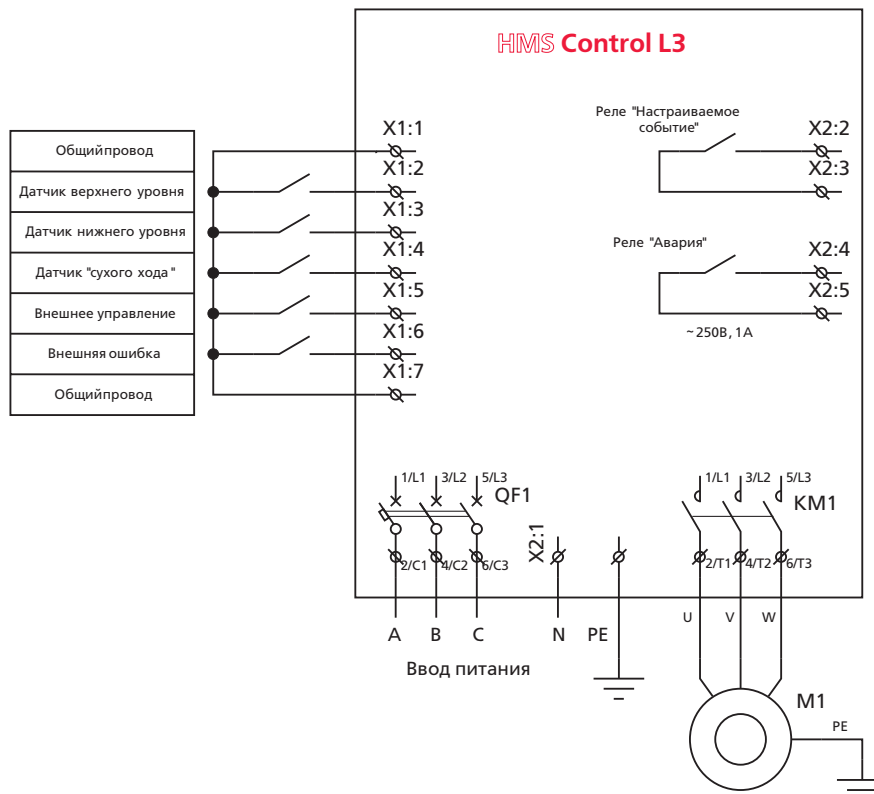 HMS Control L3
Реле "Настраиваемое
событие"
X1:1
X2:2
Общийпровод
X1:2
X2:3
Датчик верхнего уровня
X1:3
Датчик нижнего уровня
Реле "Авария"
X1:4
X2:4
Датчик "сухого хода"
X1:5
X2:5
Внешнее управление
~250В, 1А
X1:6
Внешняя ошибка
X1:7
Общийпровод
1/L1 3/L2 5/L3
QF1
1/L1 3/L2 5/L3
KM1
X2:1
2/C1 4/C2 6/C3
2/T1 4/T2 6/T3
A B C N PE
U V W
Ввод питания
M1
PE